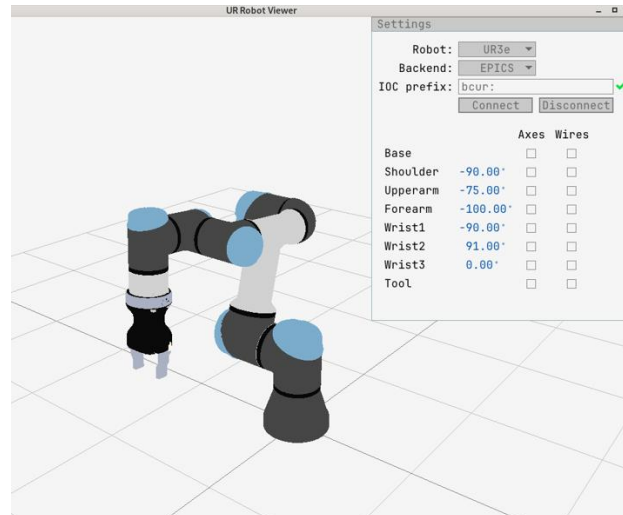 UR Robot Viewer
Settings
Robot: UR3e
Backend: EPICS
IOC prefix: bcur:
Connect Disconnect
Axes Wires
Base
Shoulder -90.00°
Upperarm -75.00°
Forearm -100.00°
Wrist1 -90.00°
Wrist2 91.00°
Wrist3 0.00°
Tool